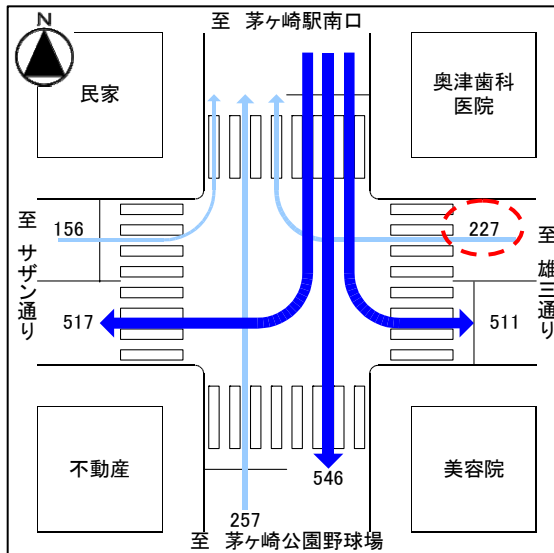 至 茅ヶ崎駅南口
N
民家
奥津歯科
医院
至 サザン通り
156
227
至 雄三通り
517
511
不動産
546
美容院
257
至 茅ヶ崎公園野球場